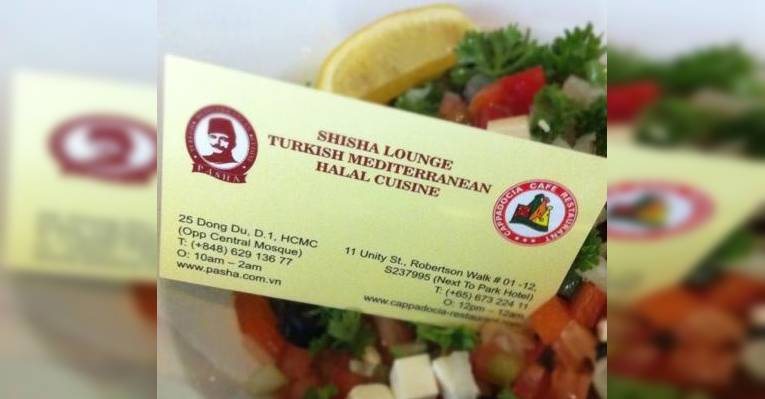 PASHA
SHISHA LOUNGE
TURKISH MEDITERRANEAN
HALAL CUISINE
CAPPADOCIA CAFE RESTAURANT
25 Dong Du, D.1, HCMC
(Opp Central Mosque)
T: (+848) 629 136 77
O: 10am – 2am
www.pasha.com.vn
11 Unity St., Robertson Walk # 01 -12,
S237995 (Next To Park Hotel)
T: (+65) 673 224 11
O: 12pm – 12am
www.cappadocia-restaurant